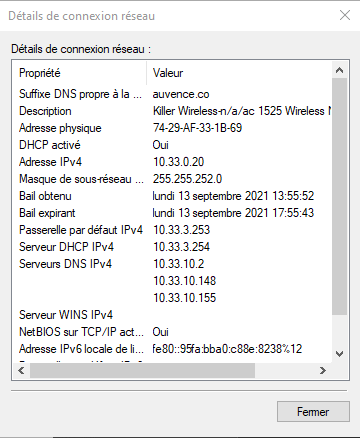 Détails de connexion réseau
Détails de connexion réseau :
Propriété Valeur
Suffixe DNS propre à la ... auvence.co
Description Killer Wireless-n/a/ac 1525 Wireless
Adresse physique 74-29-AF-33-1B-69
DHCP activé Oui
Adresse IPv4 10.33.0.20
Masque de sous-réseau ... 255.255.252.0
Bail obtenu lundi 13 septembre 2021 13:55:52
Bail expirant lundi 13 septembre 2021 17:55:43
Passerelle par défaut IPv4 10.33.3.253
Serveur DHCP IPv4 10.33.3.254
Serveurs DNS IPv4 10.33.10.2
10.33.10.148
10.33.10.155
Serveur WINS IPv4
NetBIOS sur TCP/IP act... Oui
Adresse IPv6 locale de li... fe80::95fa:bba0:c88e:8238%12
Fermer